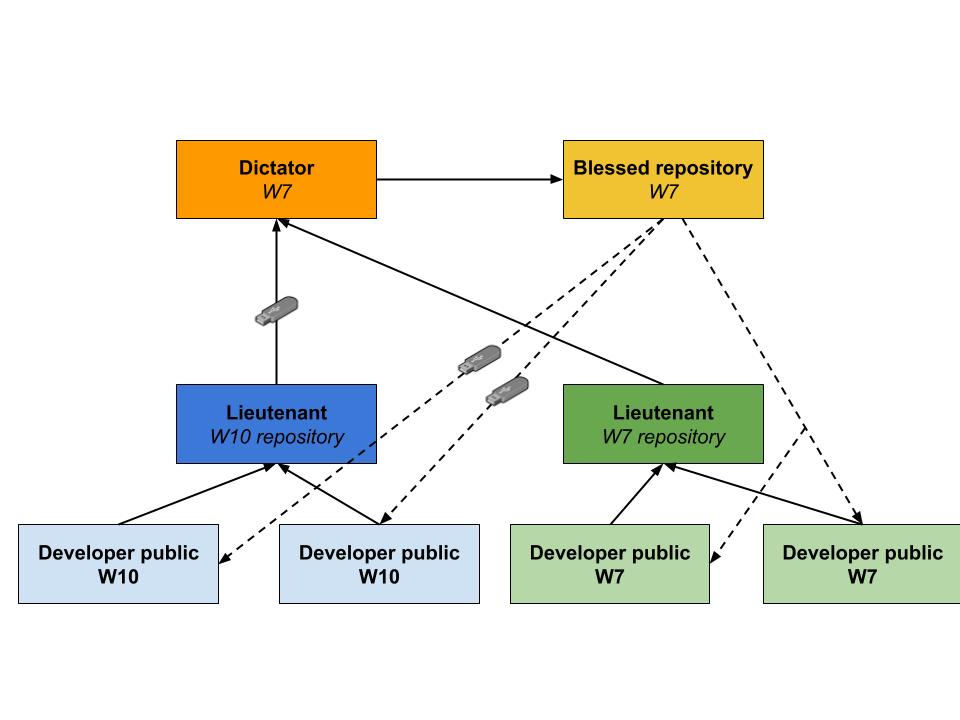 Dictator
W7
Blessed repository
W7
Lieutenant
W10 repository
Lieutenant
W7 repository
Developer public
W10
Developer public
W10
Developer public
W7
Developer public
W7